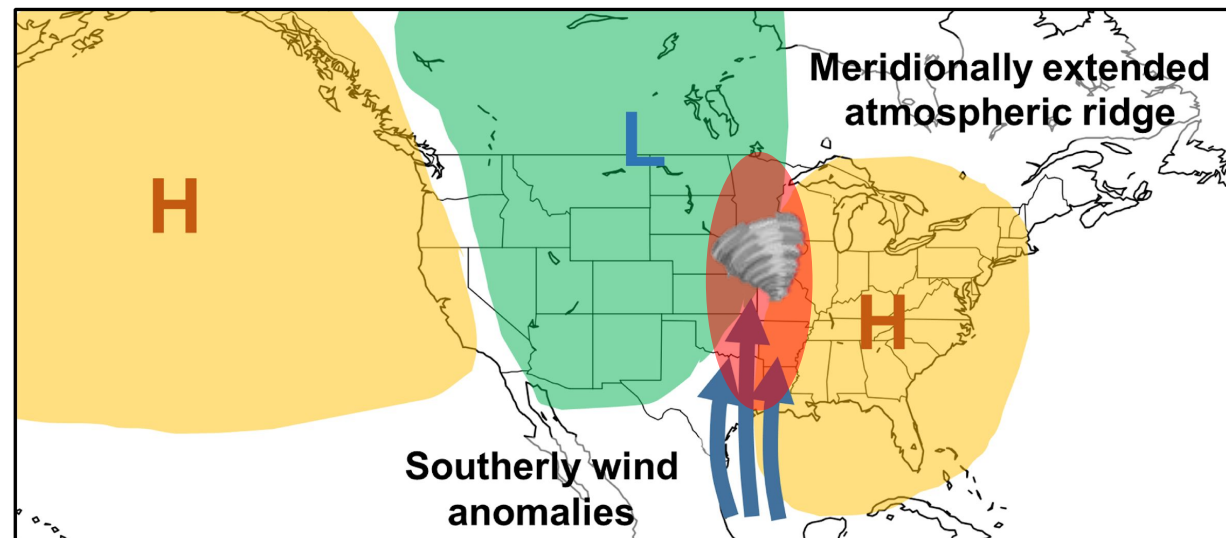 Meridionally extended
atmospheric ridge
L
H
H
Southerly wind
anomalies